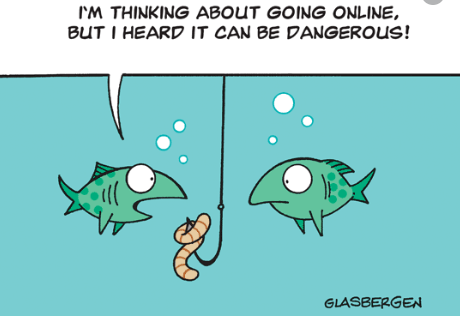 I'M THINKING ABOUT GOING ONLINE,
BUT I HEARD IT CAN BE DANGEROUS!
GLASBERGEN